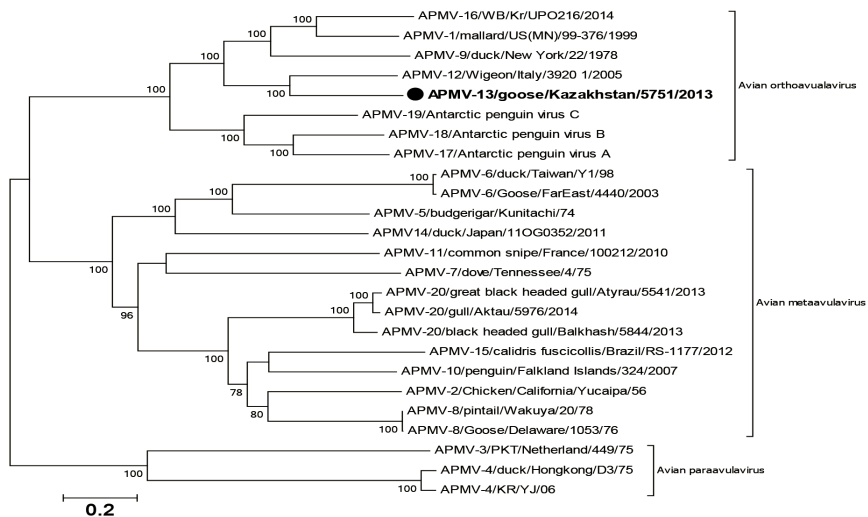 APMV-16/WB/Kr/UPO216/2014
100
APMV-1/mallard/US(MN)/99-376/1999
100
APMV-9/duck/New York/22/1978
100
APMV-12/Wigeon/Italy/3920 1/2005
100
APMV-13/goose/Kazakhstan/5751/2013
Avian orthoavualavirus
100
APMV-19/Antarctic penguin virus C
100
APMV-18/Antarctic penguin virus B
100
APMV-17/Antarctic penguin virus A
APMV-6/duck/Taiwan/Y1/98
100
APMV-6/Goose/FarEast/4440/2003
100
APMV-5/budgerigar/Kunitachi/74
100
APMV14/duck/Japan/11OG0352/2011
100
APMV-11/common snipe/France/100212/2010
APMV-7/dove/Tennessee/4/75
96
APMV-20/great black headed gull/Atyrau/5541/2013
100
APMV-20/gull/Aktau/5976/2014
100
APMV-20/black headed gull/Balkhash/5844/2013
Avian metaavulavirus
100
APMV-15/calidris fuscicollis/Brazil/RS-1177/2012
APMV-10/penguin/Falkland Islands/324/2007
78
APMV-2/Chicken/California/Yucaipa/56
80
APMV-8/pintail/Wakuya/20/78
100
APMV-8/Goose/Delaware/1053/76
APMV-3/PKT/Netherland/449/75
100
APMV-4/duck/Hongkong/D3/75
Avian paraavulavirus
100
APMV-4/KR/YJ/06
0.2